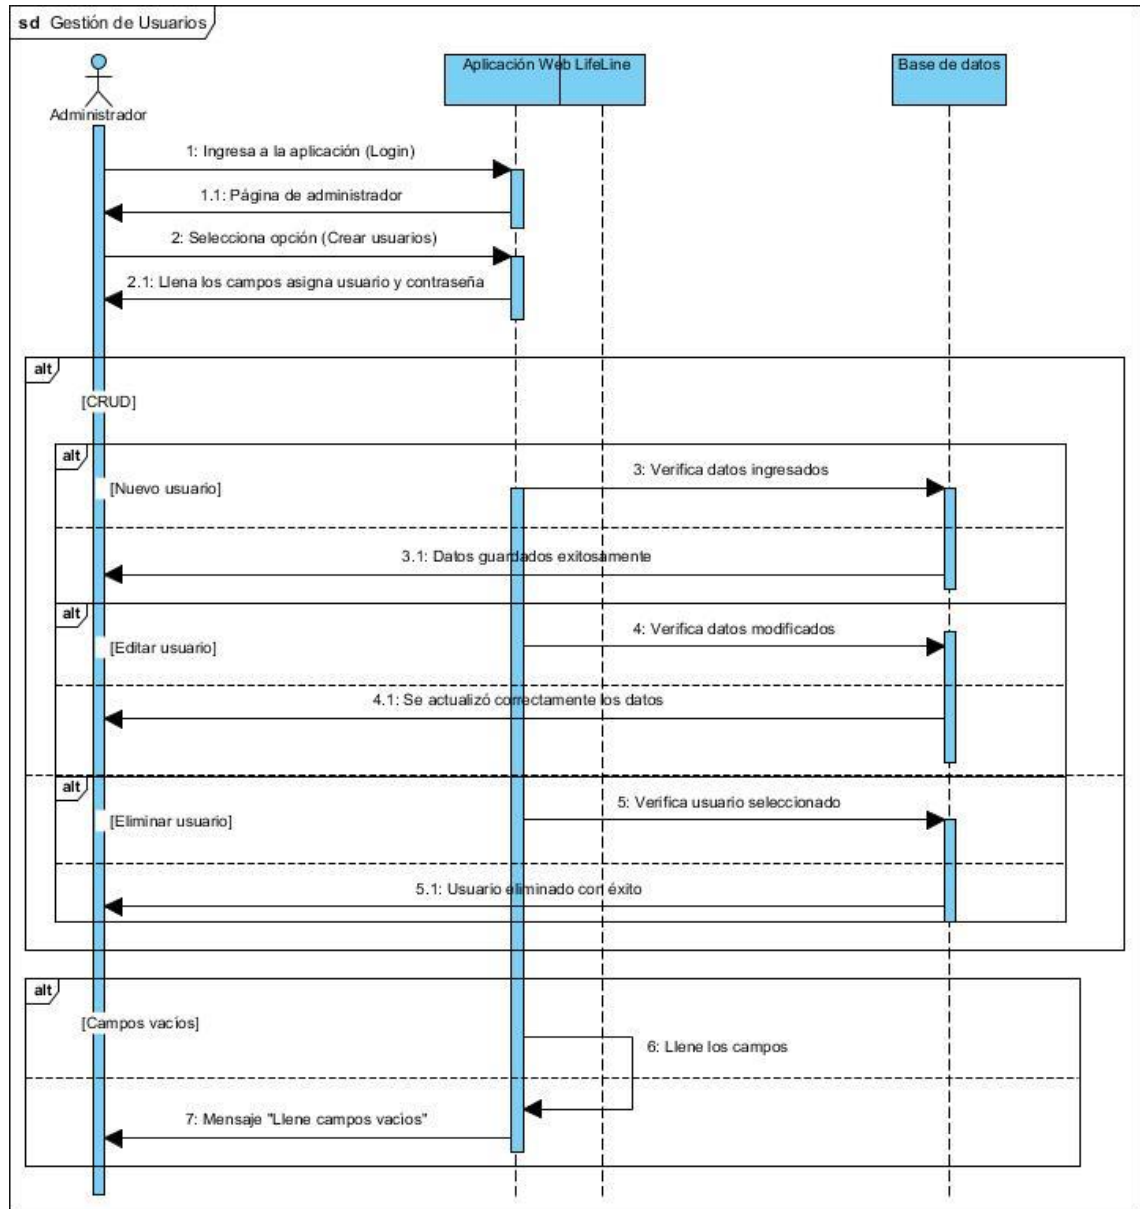 sd Gestión de Usuarios
Administrador
Aplicación Web LifeLine
Base de datos
1: Ingresa a la aplicación (Login)
1.1: Página de administrador
2: Selecciona opción (Crear usuarios)
2.1: Llena los campos asigna usuario y contraseña
alt
[CRUD]
alt
3: Verifica datos ingresados
[Nuevo usuario]
3.1: Datos guardados exitosamente
alt
4: Verifica datos modificados
[Editar usuario]
4.1: Se actualizó correctamente los datos
alt
5: Verifica usuario seleccionado
[Eliminar usuario]
5.1: Usuario eliminado con éxito
alt
[Campos vacíos]
6: Llene los campos
7: Mensaje "Llene campos vacíos"